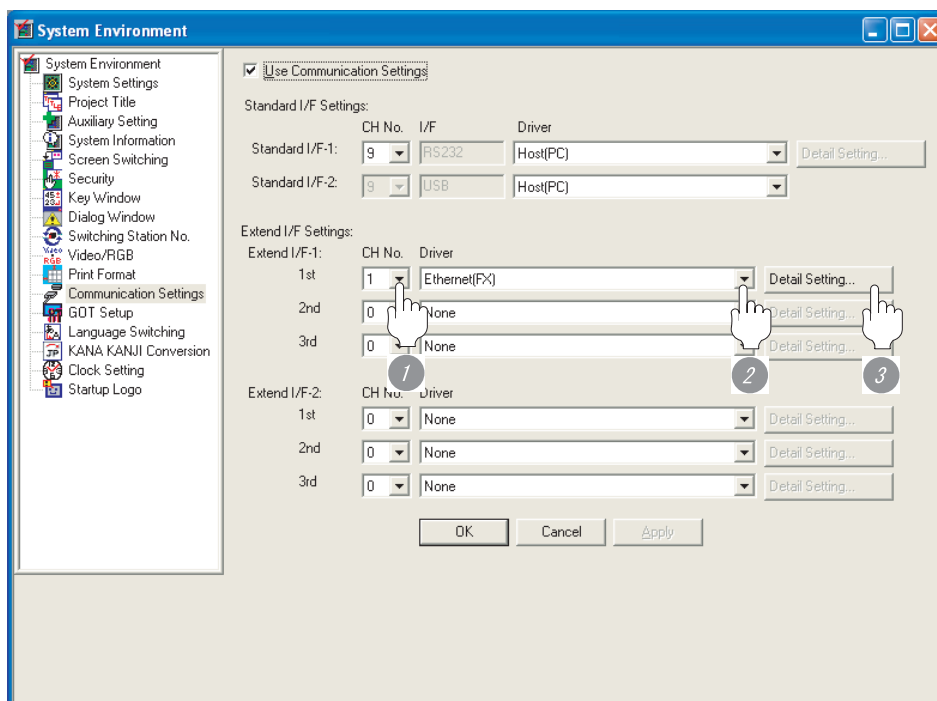 System Environment
System Environment
System Settings
Project Title
Auxiliary Setting
System Information
Screen Switching
Security
Key Window
Dialog Window
Switching Station No.
Video/RGB
Print Format
Communication Settings
GOT Setup
Language Switching
KANA KANJI Conversion
Clock Setting
Startup Logo
Use Communication Settings
Standard I/F Settings:
CH No. I/F Driver
Standard I/F-1: 9 RS232 Host(PC) Detail Setting...
Standard I/F-2: 9 USB Host(PC)
Extend I/F Settings:
Extend I/F-1: CH No. Driver
1st 1 Ethernet(FX) Detail Setting...
2nd 0 None Detail Setting...
3rd 0 None Detail Setting...
1 2 3
Extend I/F-2: CH No. Driver
1st 0 None Detail Setting...
2nd 0 None Detail Setting...
3rd 0 None Detail Setting...
OK Cancel Apply